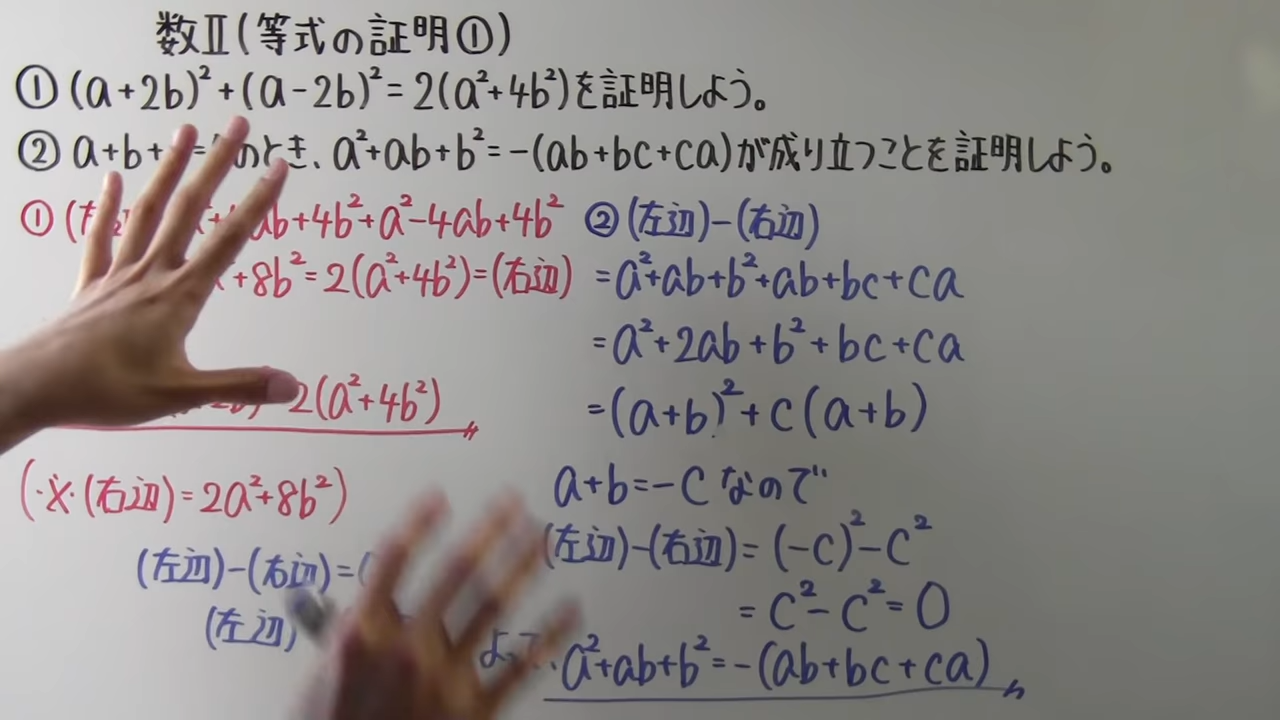 数Ⅱ(等式の証明①)
① (a+2b)²+(a-2b)²=2(a²+4b²)を証明しよう。
② a+b+ =のとき、a²+ab+b²=-(ab+bc+ca)が成り立つことを証明しよう。
① (左 ab+4b²+a²-4ab+4b²
+8b²=2(a²+4b²)=(右辺)
2(a²+4b²)
(※(右辺)=2a²+8b²)
(左辺)-(右辺)=
(左辺)
② (左辺)-(右辺)
=a²+ab+b²+ab+bc+ca
=a²+2ab+b²+bc+ca
=(a+b)²+c(a+b)
a+b=-cなので
(左辺)-(右辺)=(-c)²-c²
=c²-c²=0
よって、a²+ab+b²=-(ab+bc+ca)